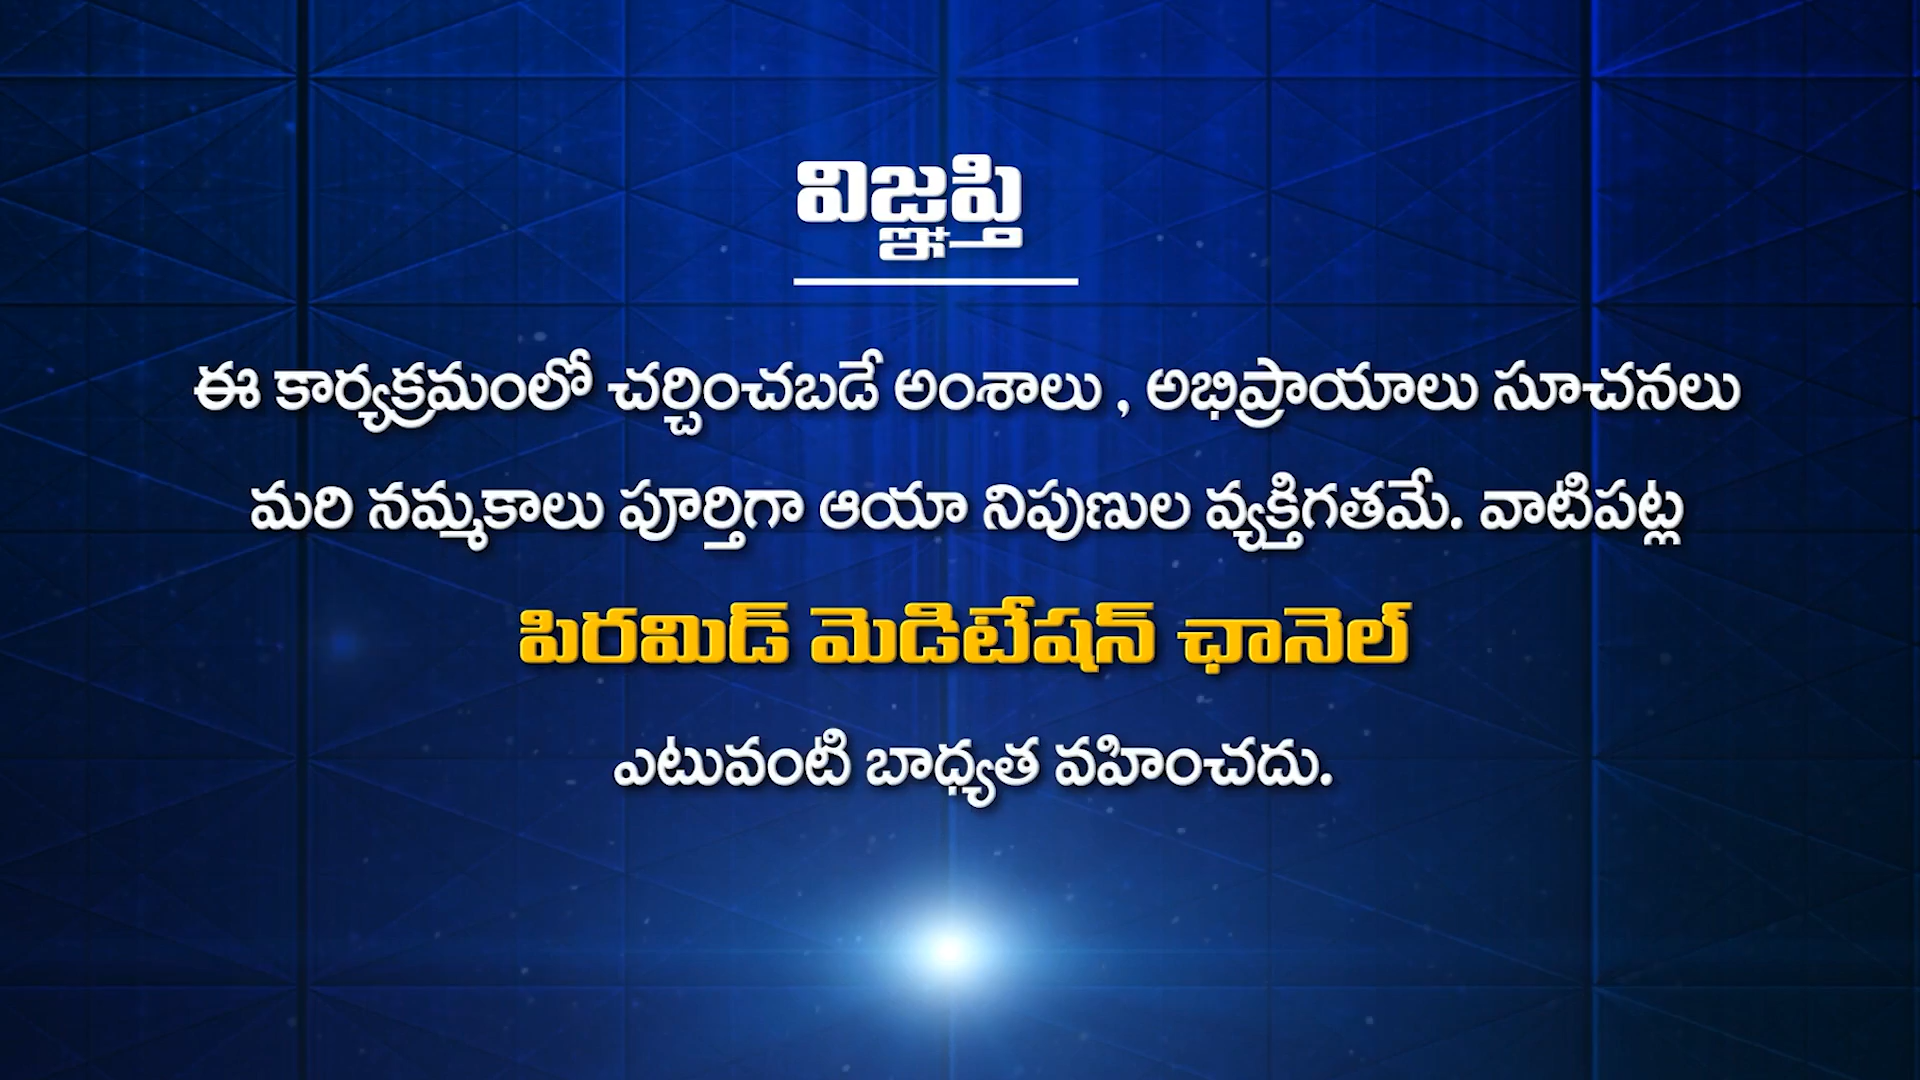 విజ్ఞప్తి
ఈ కార్యక్రమంలో చర్చించబడే అంశాలు , అభిప్రాయాలు సూచనలు
మరి నమ్మకాలు పూర్తిగా ఆయా నిపుణుల వ్యక్తిగతమే. వాటిపట్ల
పిరమిడ్ మెడిటేషన్ ఛానెల్
ఎటువంటి బాధ్యత వహించదు.